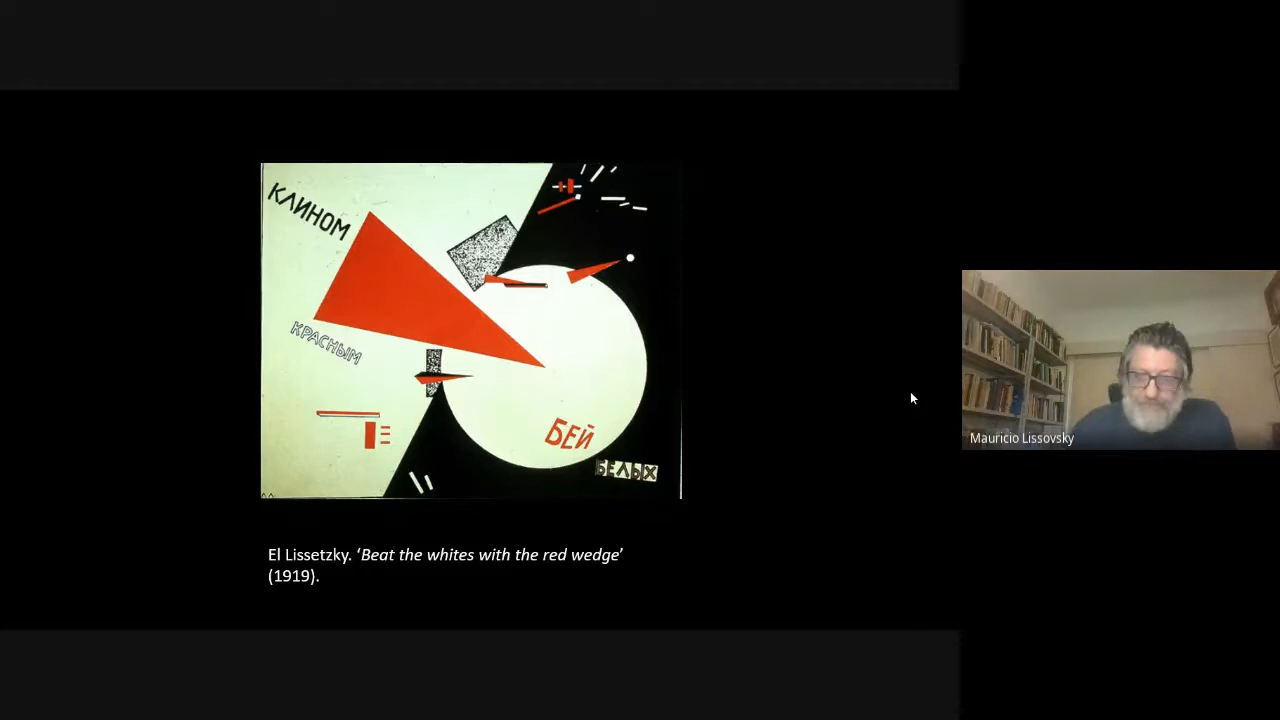 КЛИНОМ
КРАСНЫМ
БЕЙ
БЕЛЫХ
El Lissetzky. ‘Beat the whites with the red wedge’
(1919).
Mauricio Lissovsky